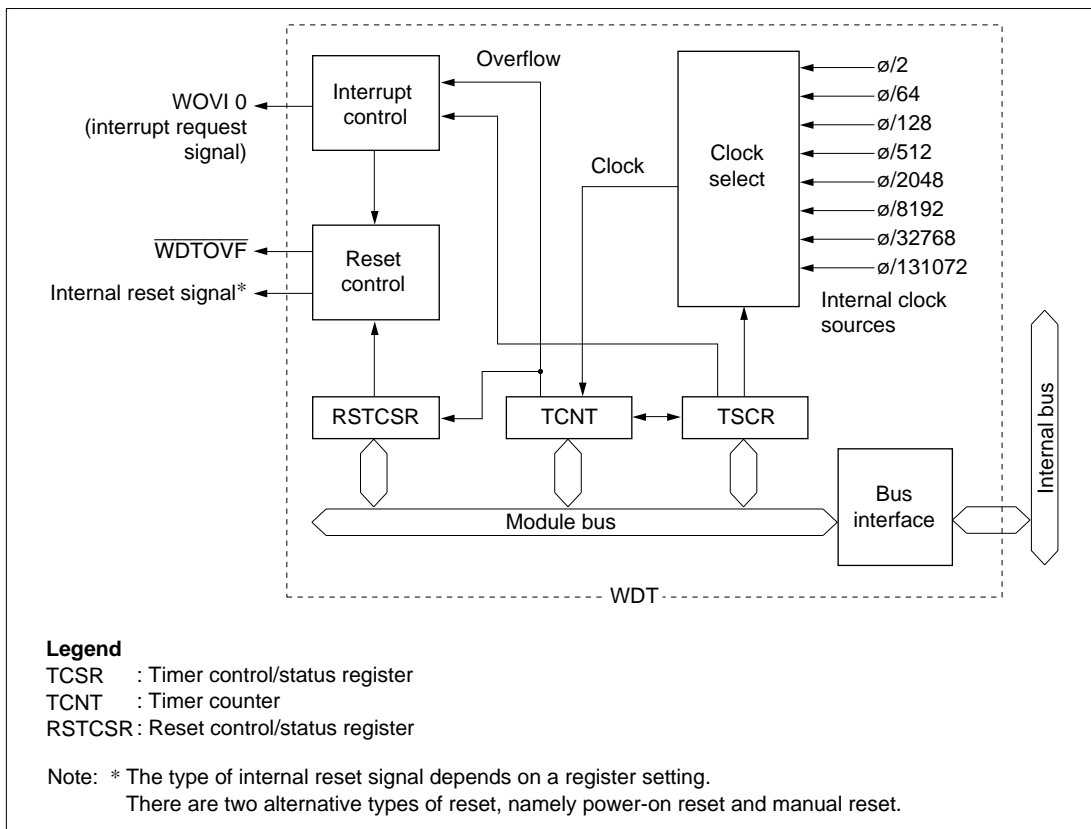 Overflow
Interrupt
control
WOVI 0
(interrupt request
signal)
Clock
Clock
select
ø/2
ø/64
ø/128
ø/512
ø/2048
ø/8192
ø/32768
ø/131072
Internal clock
sources
WDTOVF
Internal reset signal*
Reset
control
RSTCSR
TCNT
TSCR
Module bus
Bus
interface
Internal bus
WDT
Legend
TCSR : Timer control/status register
TCNT : Timer counter
RSTCSR : Reset control/status register
Note: * The type of internal reset signal depends on a register setting.
There are two alternative types of reset, namely power-on reset and manual reset.